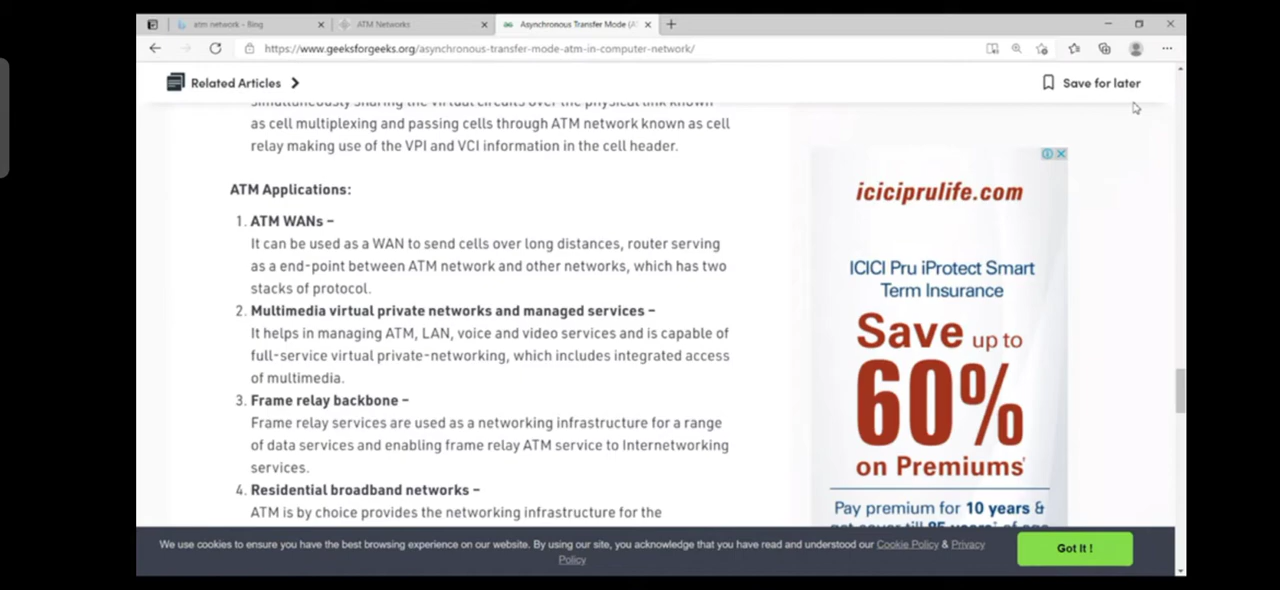 atm network - Bing
ATM Networks
Asynchronous Transfer Mode (A
https://www.geeksforgeeks.org/asynchronous-transfer-mode-atm-in-computer-network/
Related Articles
Save for later
simultaneously sharing the virtual circuits over the physical link known
as cell multiplexing and passing cells through ATM network known as cell
relay making use of the VPI and VCI information in the cell header.
ATM Applications:
1. ATM WANs –
It can be used as a WAN to send cells over long distances, router serving
as a end-point between ATM network and other networks, which has two
stacks of protocol.
2. Multimedia virtual private networks and managed services –
It helps in managing ATM, LAN, voice and video services and is capable of
full-service virtual private-networking, which includes integrated access
of multimedia.
3. Frame relay backbone –
Frame relay services are used as a networking infrastructure for a range
of data services and enabling frame relay ATM service to Internetworking
services.
4. Residential broadband networks –
ATM is by choice provides the networking infrastructure for the
iciciprulife.com
ICICI Pru iProtect Smart
Term Insurance
Save up to
60%
on Premiums
Pay premium for 10 years &
We use cookies to ensure you have the best browsing experience on our website. By using our site, you acknowledge that you have read and understood our Cookie Policy & Privacy
Policy
Got It !